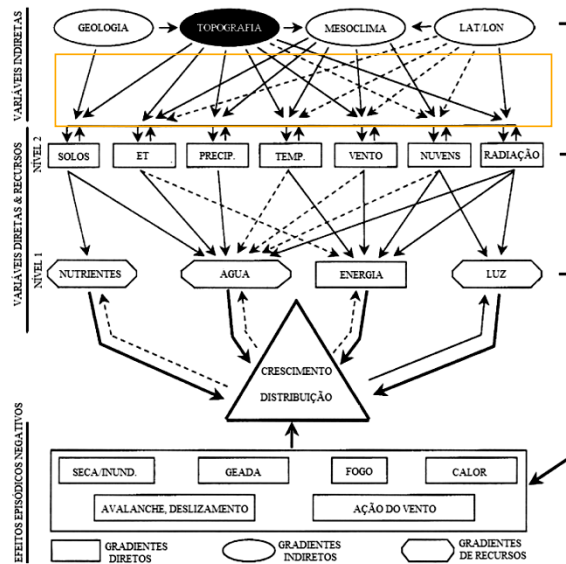 VARIÁVEIS INDIRETAS
GEOLOGIA
TOPOGRAFIA
MESOCLIMA
LAT/LON
VARIÁVEIS DIRETAS & RECURSOS
NÍVEL 2
SOLOS
ET
PRECIP.
TEMP.
VENTO
NUVENS
RADIAÇÃO
NÍVEL 1
NUTRIENTES
AGUA
ENERGIA
LUZ
CRESCIMENTO
DISTRIBUIÇÃO
EFEITOS EPISÓDICOS NEGATIVOS
SECA/INUND.
GEADA
FOGO
CALOR
AVALANCHE, DESLIZAMENTO
AÇÃO DO VENTO
GRADIENTES
DIRETOS
GRADIENTES
INDIRETOS
GRADIENTES
DE RECURSOS